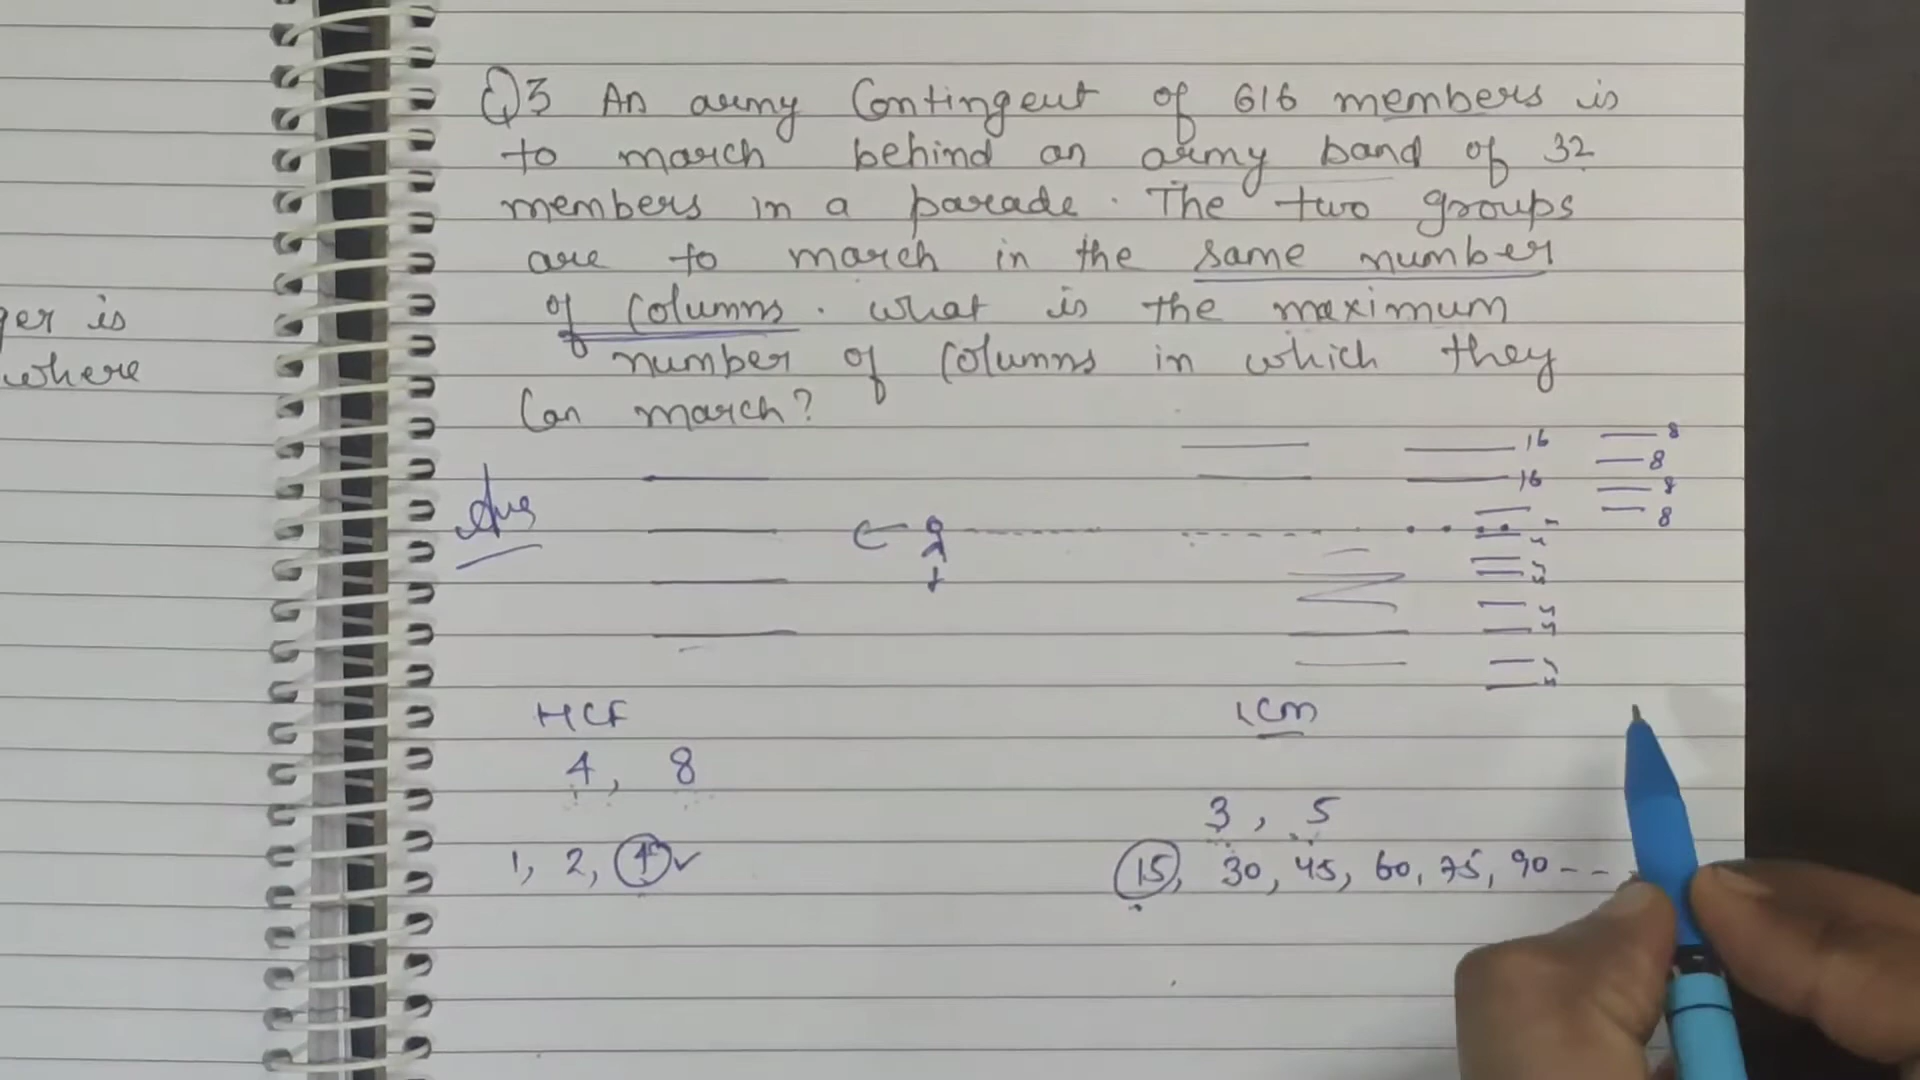 ger is
where
Q3 An army Contingent of 616 members is
to march behind an army band of 32
members in a parade. The two groups
are to march in the same number
of Columns. what is the maximum
number of Columns in which they
Can march?
Ans
16
16
8
8
8
8
HCF
4, 8
1, 2, 4 ✓
LCM
3, 5
15, 30, 45, 60, 75, 90 - -